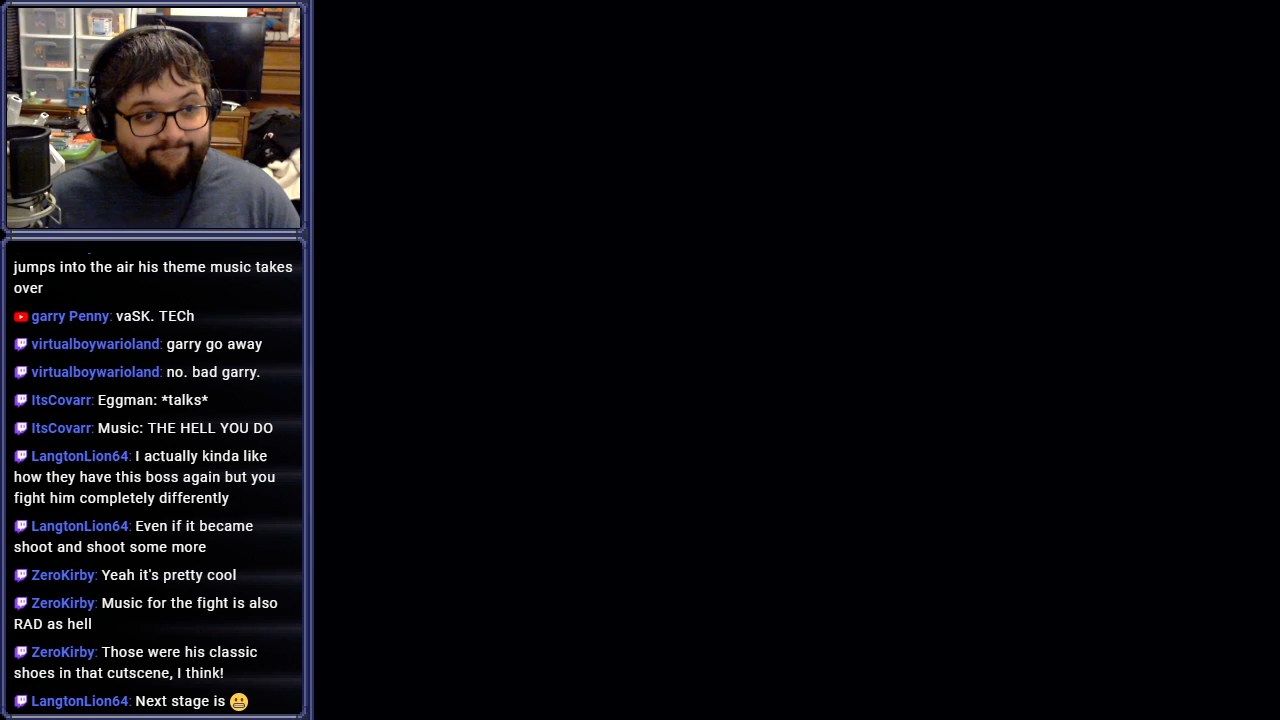 jumps into the air his theme music takes
over
garry Penny: vaSK. TECh
virtualboywarioland: garry go away
virtualboywarioland: no. bad garry.
ItsCovarr: Eggman: *talks*
ItsCovarr: Music: THE HELL YOU DO
LangtonLion64: I actually kinda like
how they have this boss again but you
fight him completely differently
LangtonLion64: Even if it became
shoot and shoot some more
ZeroKirby: Yeah it's pretty cool
ZeroKirby: Music for the fight is also
RAD as hell
ZeroKirby: Those were his classic
shoes in that cutscene, I think!
LangtonLion64: Next stage is 😬